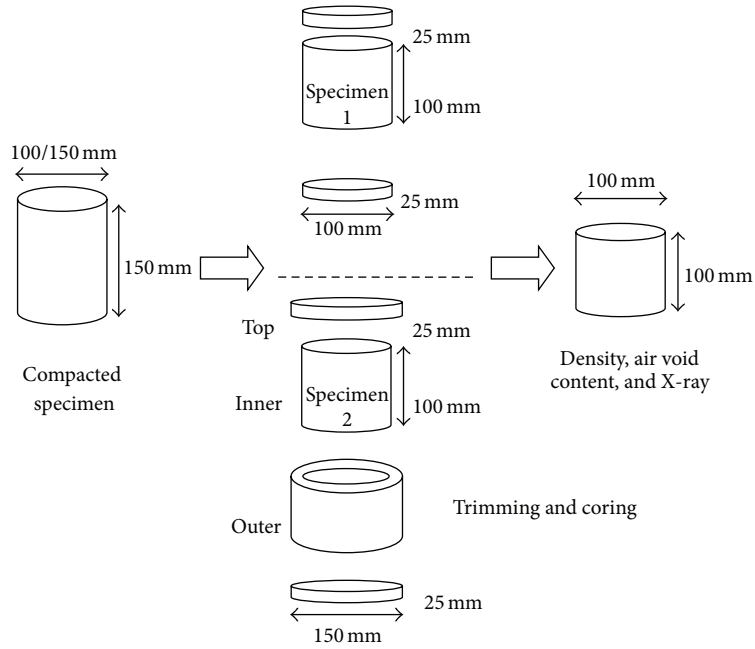 100/150 mm
150 mm
Compacted
specimen
25 mm
Specimen
1
100 mm
25 mm
100 mm
Top
25 mm
Inner
Specimen
2
100 mm
Outer
Trimming and coring
25 mm
150 mm
100 mm
100 mm
Density, air void
content, and X-ray